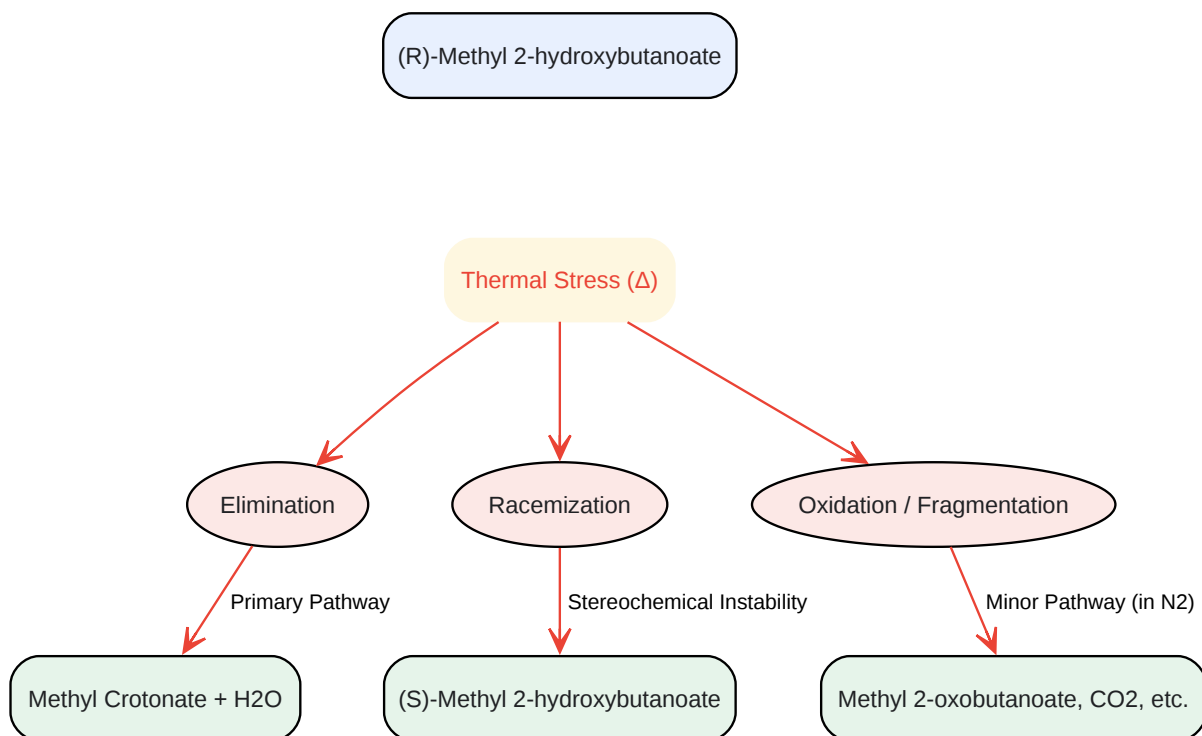 (R)-Methyl 2-hydroxybutanoate
Thermal Stress (Δ)
Elimination
Racemization
Oxidation / Fragmentation
Primary Pathway
Stereochemical Instability
Minor Pathway (in N2)
Methyl Crotonate + H2O
(S)-Methyl 2-hydroxybutanoate
Methyl 2-oxobutanoate, CO2, etc.